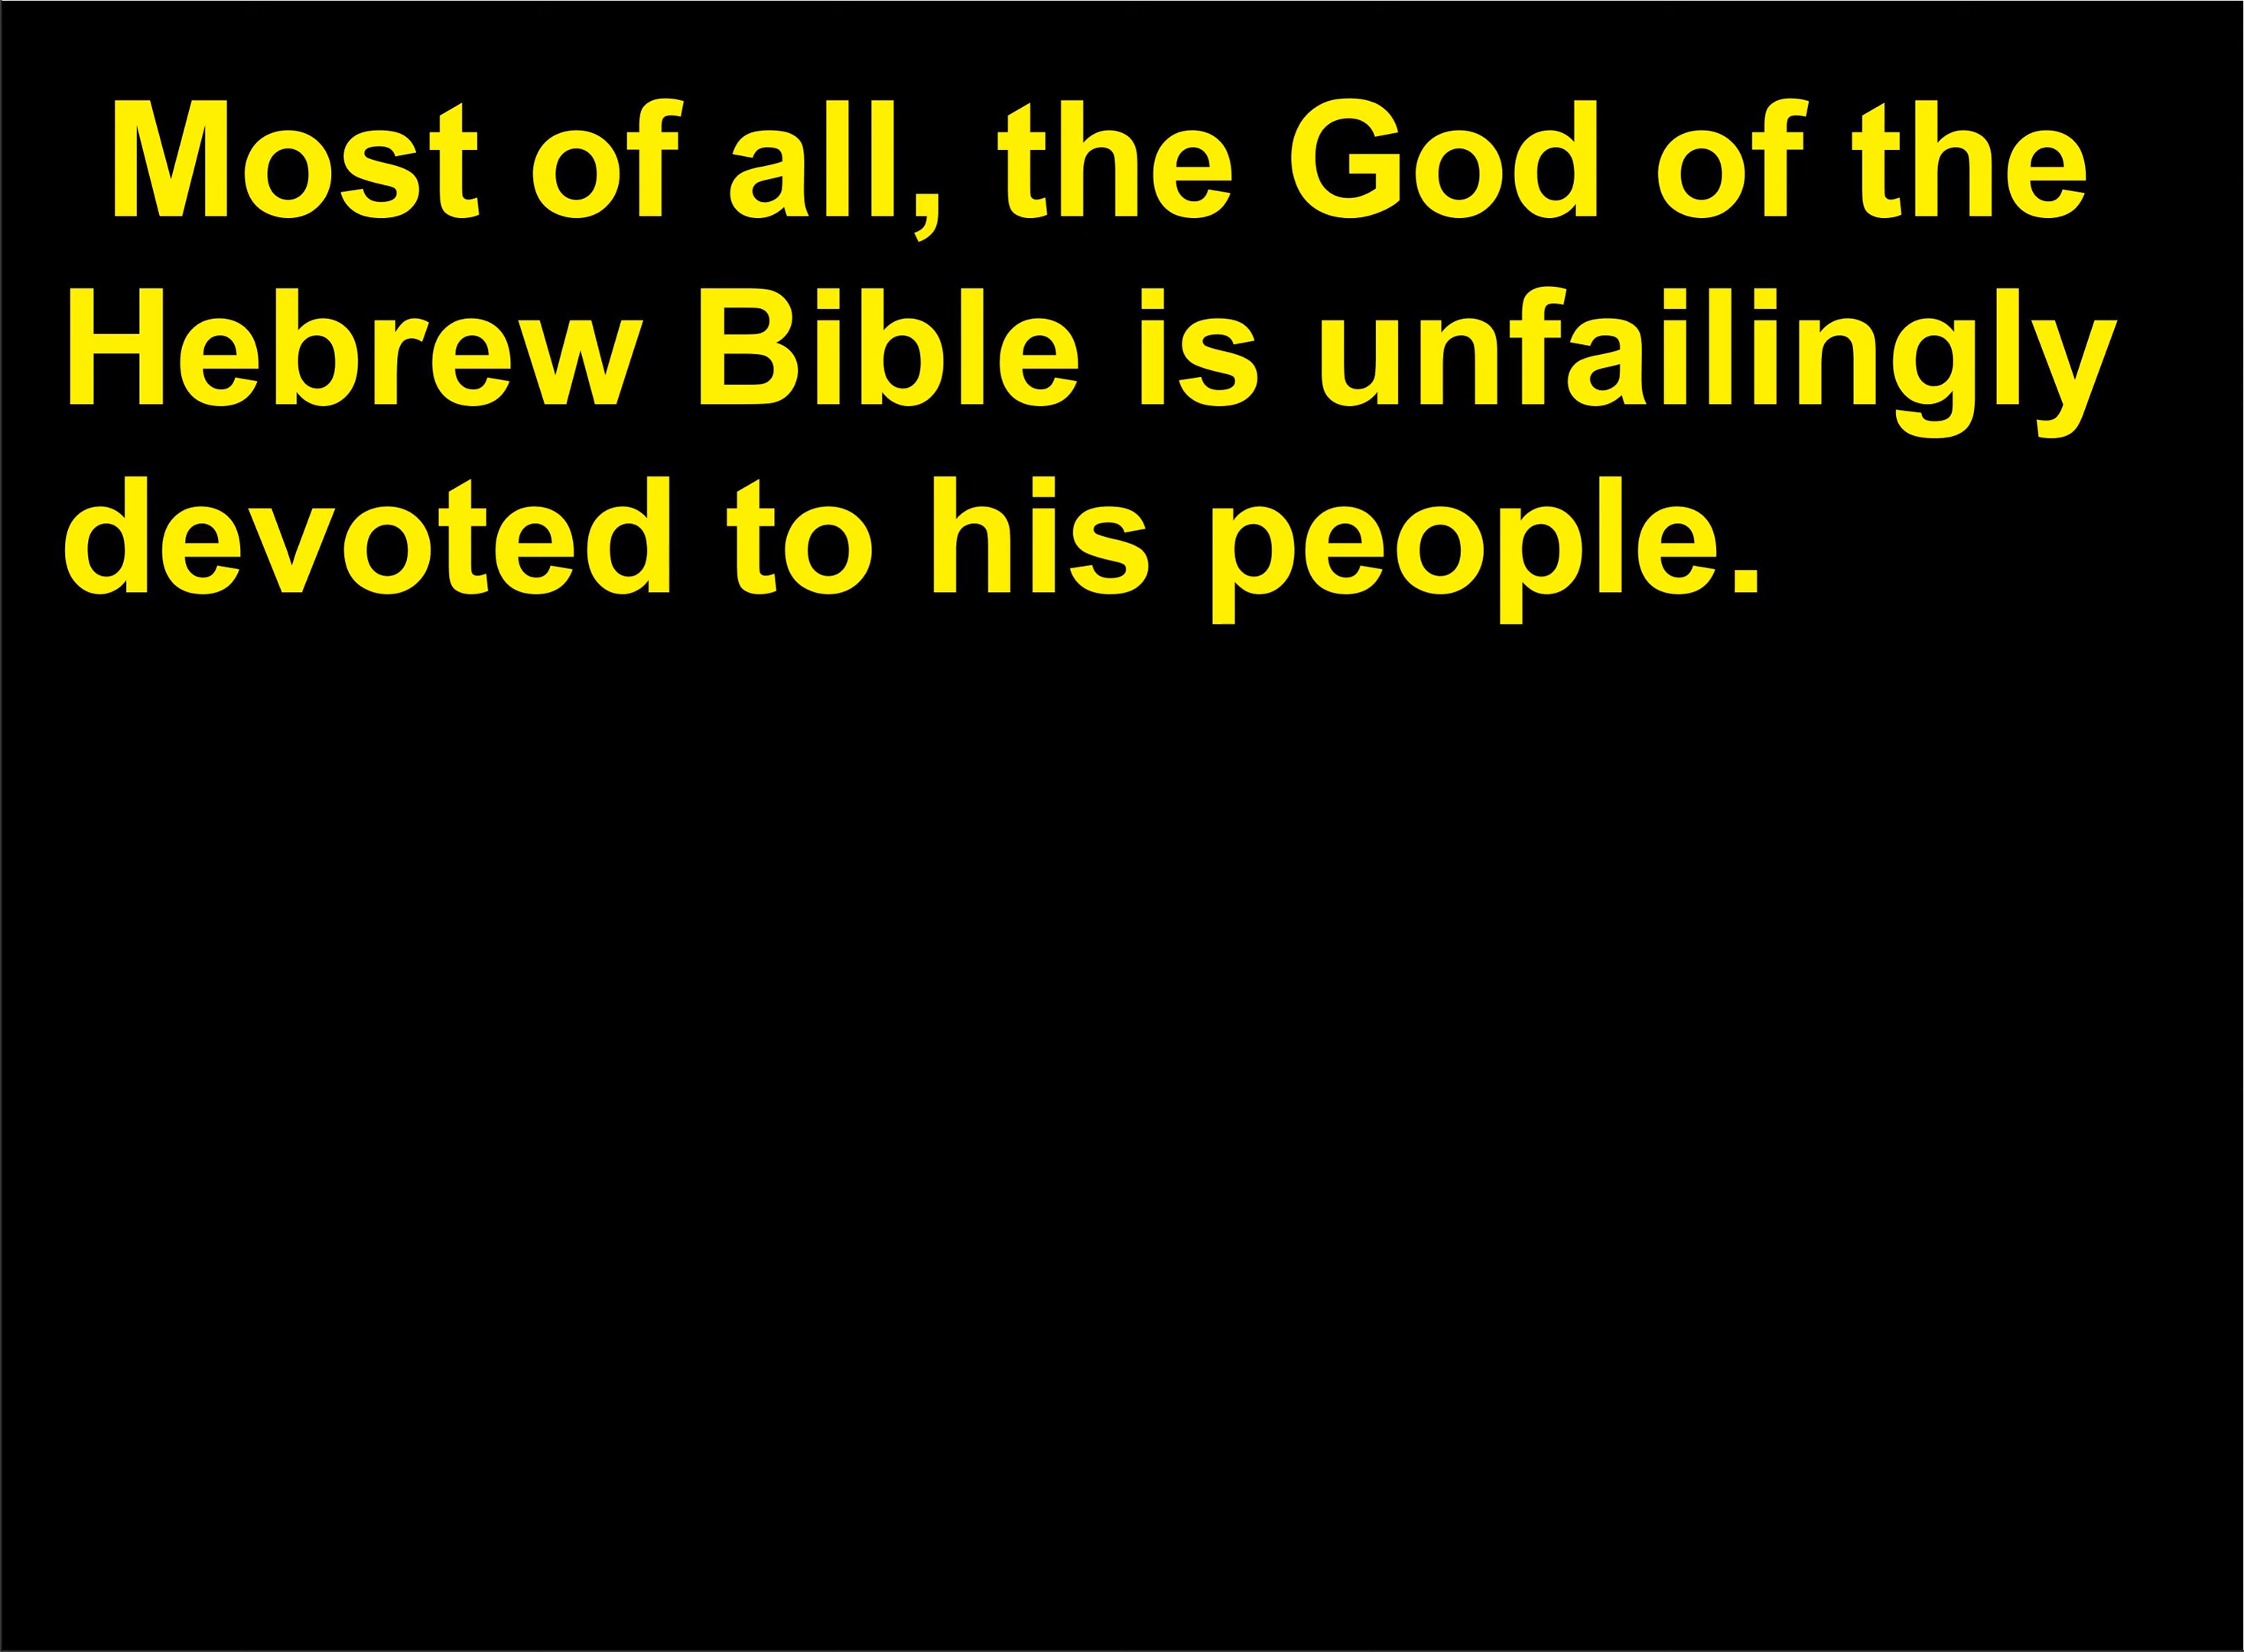 Most of all, the God of the
Hebrew Bible is unfailingly
devoted to his people.